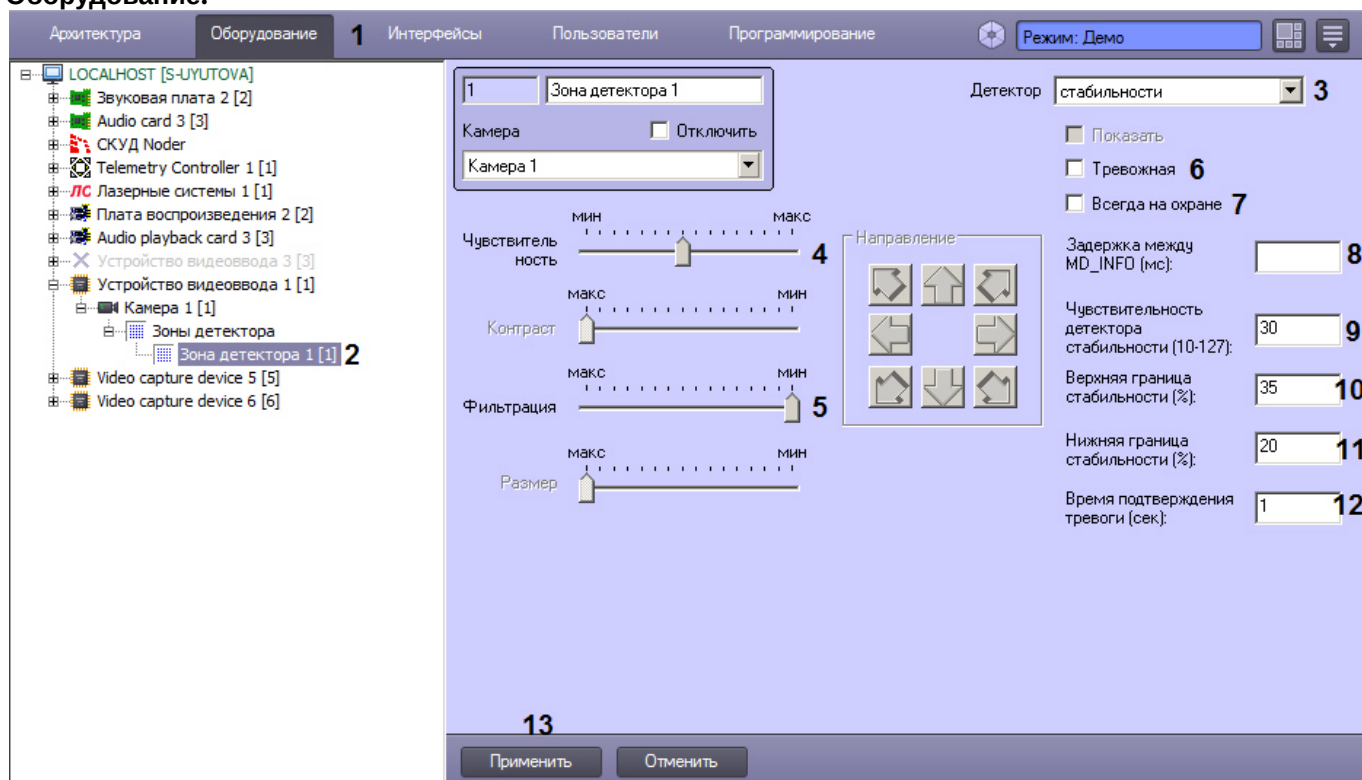 Оборудование.
Архитектура Оборудование 1 Интерфейсы Пользователи Программирование Режим: Демо
LOCALHOST [S-UYUTOVA]
Звуковая плата 2 [2]
Audio card 3 [3]
СКУД Noder
Telemetry Controller 1 [1]
ЛС Лазерные системы 1 [1]
Плата воспроизведения 2 [2]
Audio playback card 3 [3]
Устройство видеоввода 3 [3]
Устройство видеоввода 1 [1]
Камера 1 [1]
Зоны детектора
Зона детектора 1 [1] 2
Video capture device 5 [5]
Video capture device 6 [6]
1 Зона детектора 1
Камера Отключить
Камера 1
Детектор стабильности 3
Показать
Тревожная 6
Всегда на охране 7
мин макс
Чувствитель
ность 4
макс мин
Контраст
макс мин
Фильтрация 5
макс мин
Размер
Направление
Задержка между
MD_INFO (мс): 8
Чувствительность
детектора
стабильности (10-127): 30 9
Верхняя граница
стабильности (%): 35 10
Нижняя граница
стабильности (%): 20 11
Время подтверждения
тревоги (сек): 1 12
13
Применить Отменить